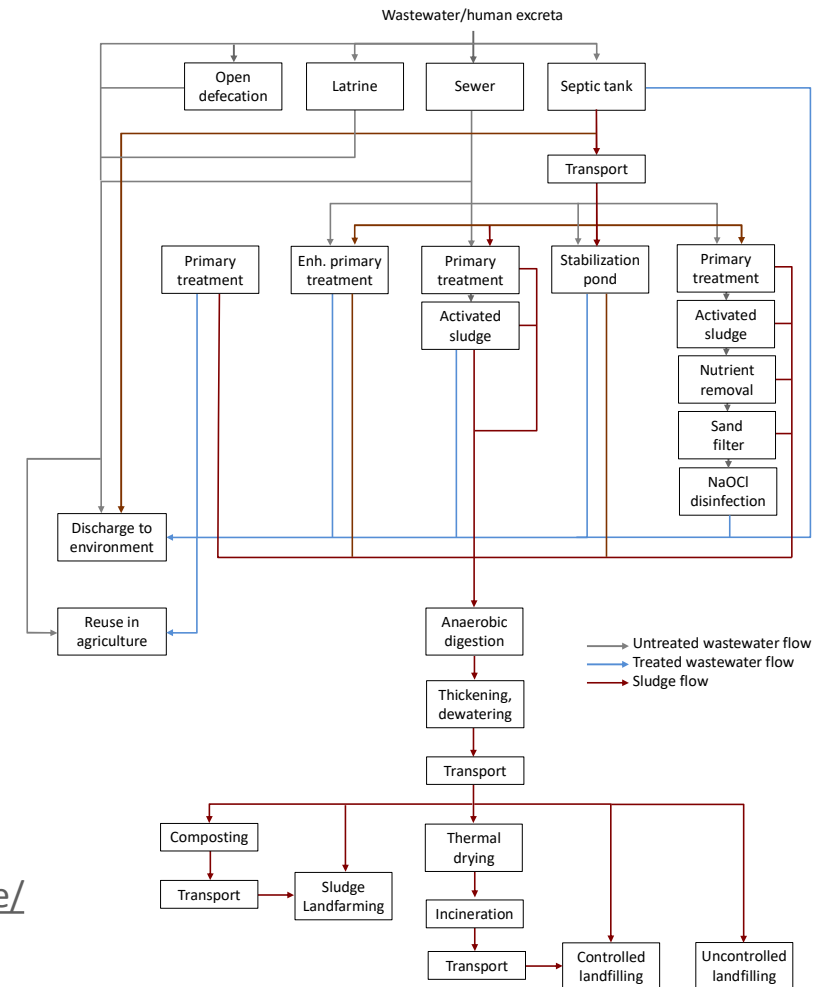 Wastewater/human excreta
Open
defecation
Latrine
Sewer
Septic tank
Transport
Primary
treatment
Enh. primary
treatment
Primary
treatment
Stabilization
pond
Primary
treatment
Activated
sludge
Activated
sludge
Nutrient
removal
Sand
filter
NaOCl
disinfection
Discharge to
environment
Reuse in
agriculture
Anaerobic
digestion
Untreated wastewater flow
Treated wastewater flow
Sludge flow
Thickening,
dewatering
Transport
Composting
Thermal
drying
Transport
Sludge
Landfarming
Incineration
Transport
Controlled
landfilling
Uncontrolled
landfilling
e/